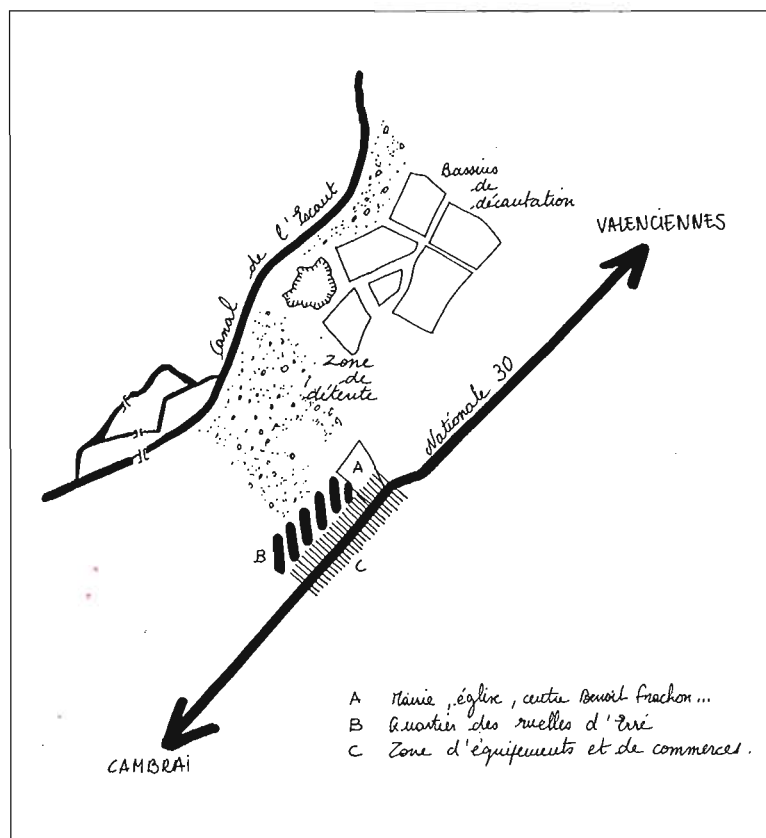 Bassins
de
décantation
Canal de l'Escaut
VALENCIENNES
Zone
de
détente
Nationale 30
A
B
C
A Mairie, église, centre Benoît Frachon...
B Quartier des ruelles d'Erré
C Zone d'équipements et de commerces.
CAMBRAI